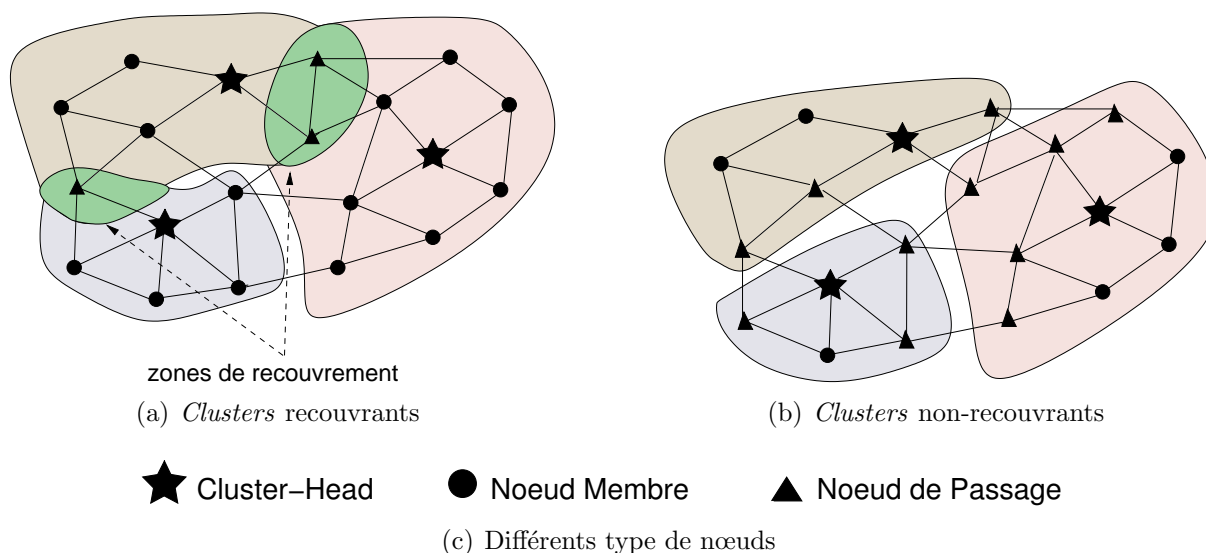 zones de recouvrement
(a) Clusters recouvrants
(b) Clusters non-recouvrants
Cluster−Head
Noeud Membre
Noeud de Passage
(c) Différents type de nœuds